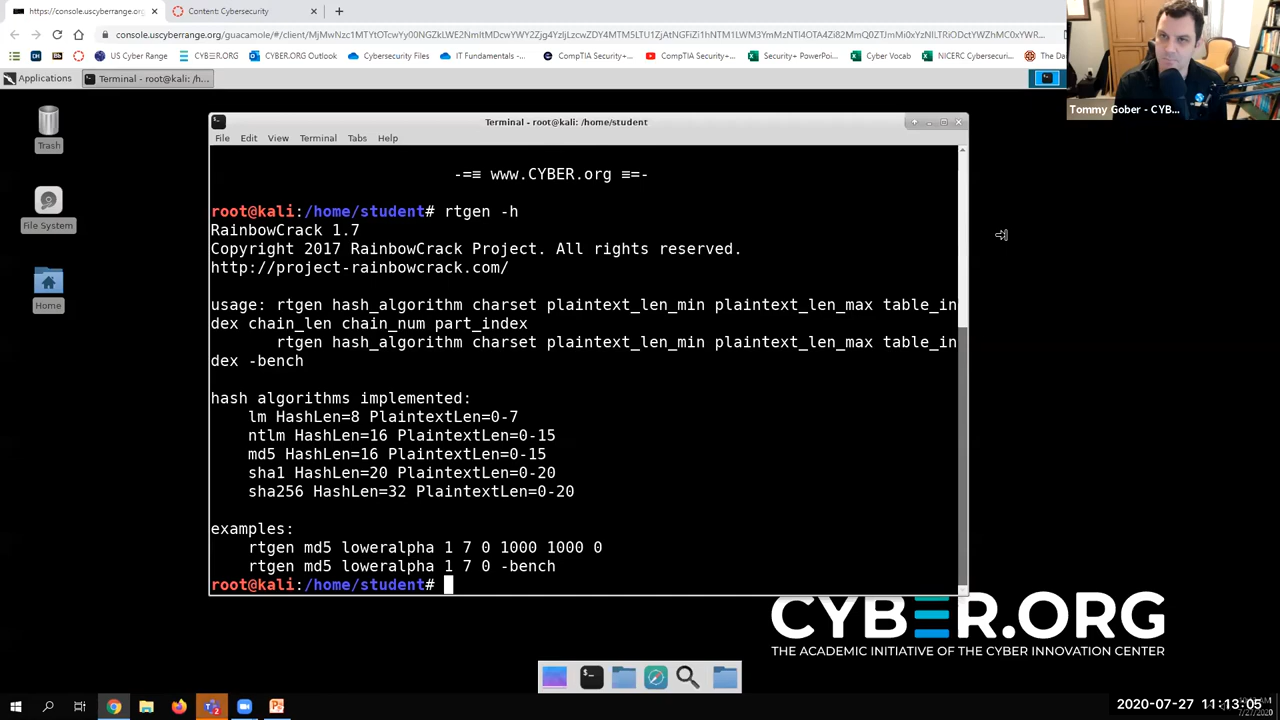 https://console.uscyberrange.org/
Content: Cybersecurity
console.uscyberrange.org/guacamole/#/client/
US Cyber Range
CYBER.ORG
CYBER.ORG Outlook
Cybersecurity Files
IT Fundamentals -...
CompTIA Security+...
CompTIA Security+...
Security+ PowerPoi...
Cyber Vocab
NICERC Cybersecuri...
The Da
Applications
Terminal - root@kali: /h...
Tommy Gober - CYB...
Trash
File System
Home
Terminal - root@kali: /home/student
File Edit View Terminal Tabs Help
-=≡ www.CYBER.org ≡=-
root@kali:/home/student# rtgen -h
RainbowCrack 1.7
Copyright 2017 RainbowCrack Project. All rights reserved.
http://project-rainbowcrack.com/
usage: rtgen hash_algorithm charset plaintext_len_min plaintext_len_max table_in
dex chain_len chain_num part_index
rtgen hash_algorithm charset plaintext_len_min plaintext_len_max table_in
dex -bench
hash algorithms implemented:
lm HashLen=8 PlaintextLen=0-7
ntlm HashLen=16 PlaintextLen=0-15
md5 HashLen=16 PlaintextLen=0-15
sha1 HashLen=20 PlaintextLen=0-20
sha256 HashLen=32 PlaintextLen=0-20
examples:
rtgen md5 loweralpha 1 7 0 1000 1000 0
rtgen md5 loweralpha 1 7 0 -bench
root@kali:/home/student#
CYBER.ORG
THE ACADEMIC INITIATIVE OF THE CYBER INNOVATION CENTER
2020-07-27 11:13:05